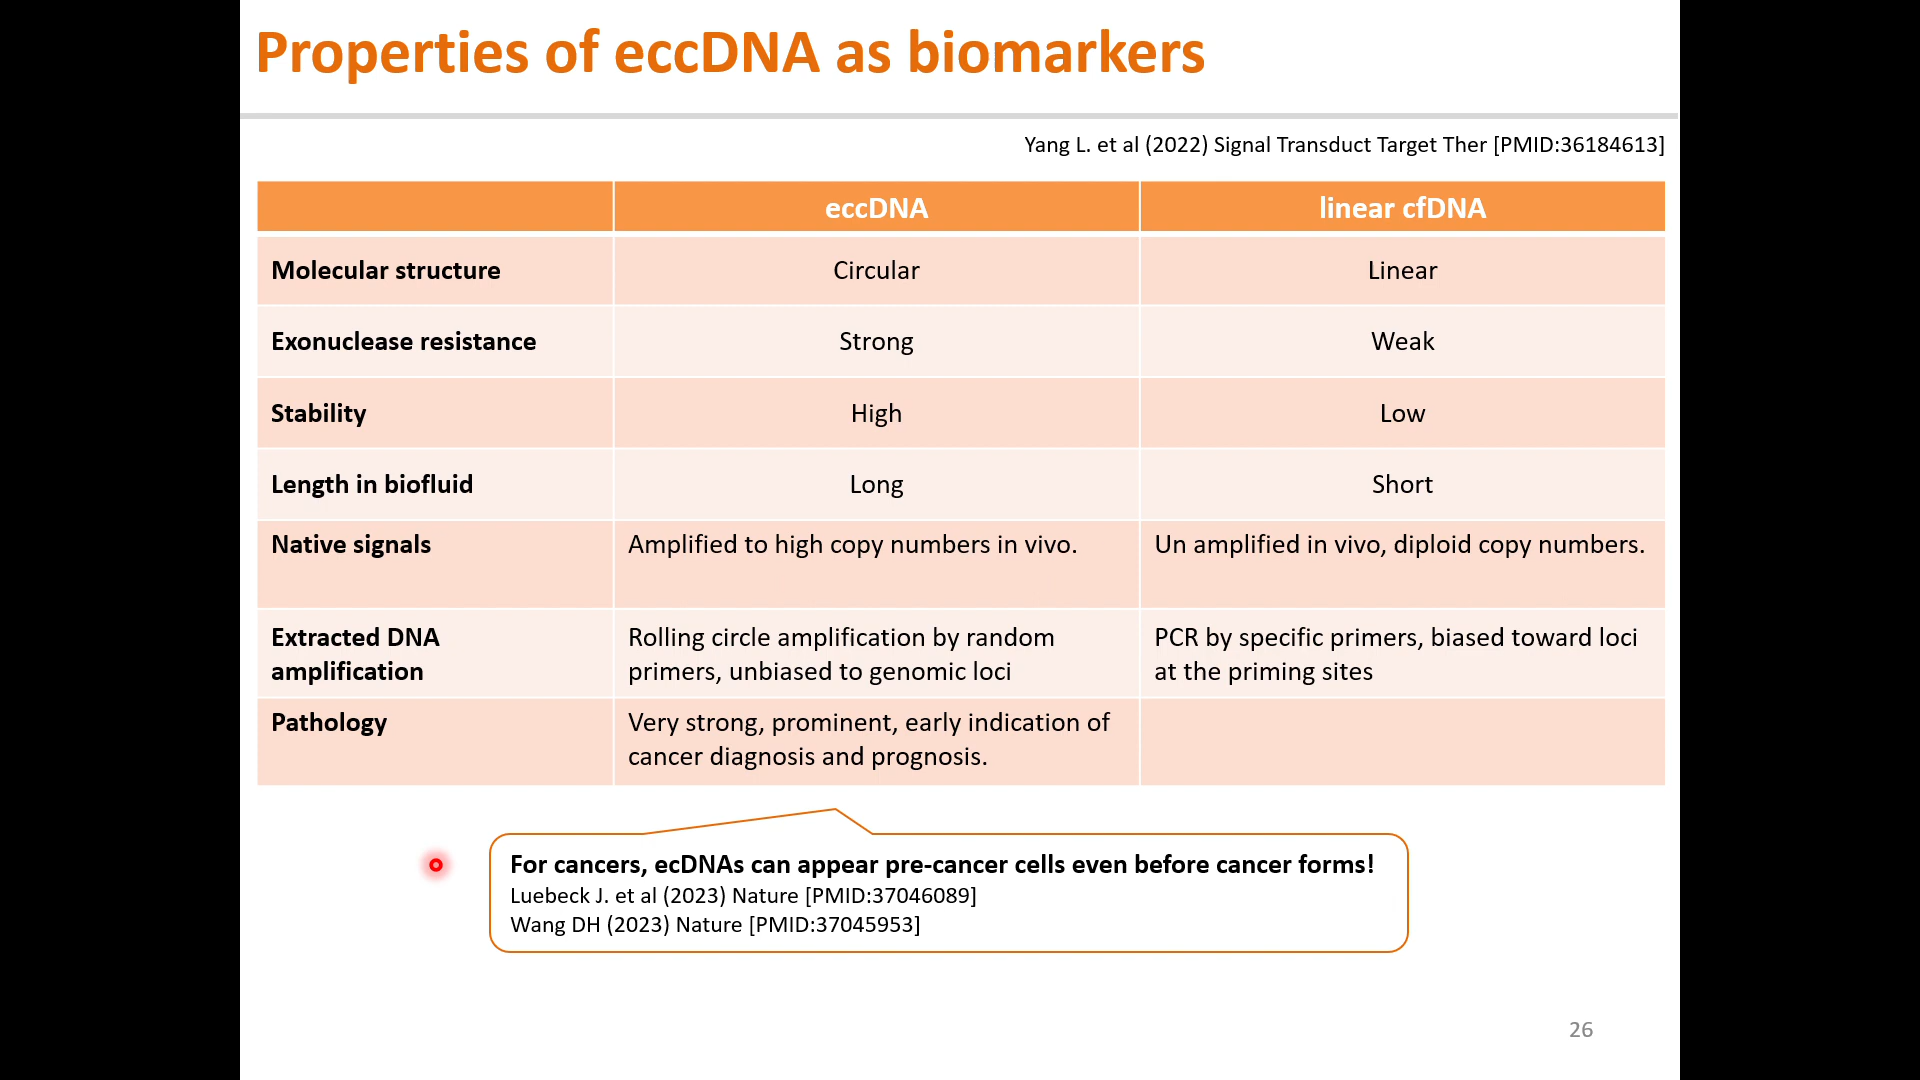 Properties of eccDNA as biomarkers
Yang L. et al (2022) Signal Transduct Target Ther [PMID:36184613]
eccDNA linear cfDNA
Molecular structure Circular Linear
Exonuclease resistance Strong Weak
Stability High Low
Length in biofluid Long Short
Native signals Amplified to high copy numbers in vivo. Un amplified in vivo, diploid copy numbers.
Extracted DNA
amplification
Rolling circle amplification by random
primers, unbiased to genomic loci
PCR by specific primers, biased toward loci
at the priming sites
Pathology
Very strong, prominent, early indication of
cancer diagnosis and prognosis.
For cancers, ecDNAs can appear pre-cancer cells even before cancer forms!
Luebeck J. et al (2023) Nature [PMID:37046089]
Wang DH (2023) Nature [PMID:37045953]
26